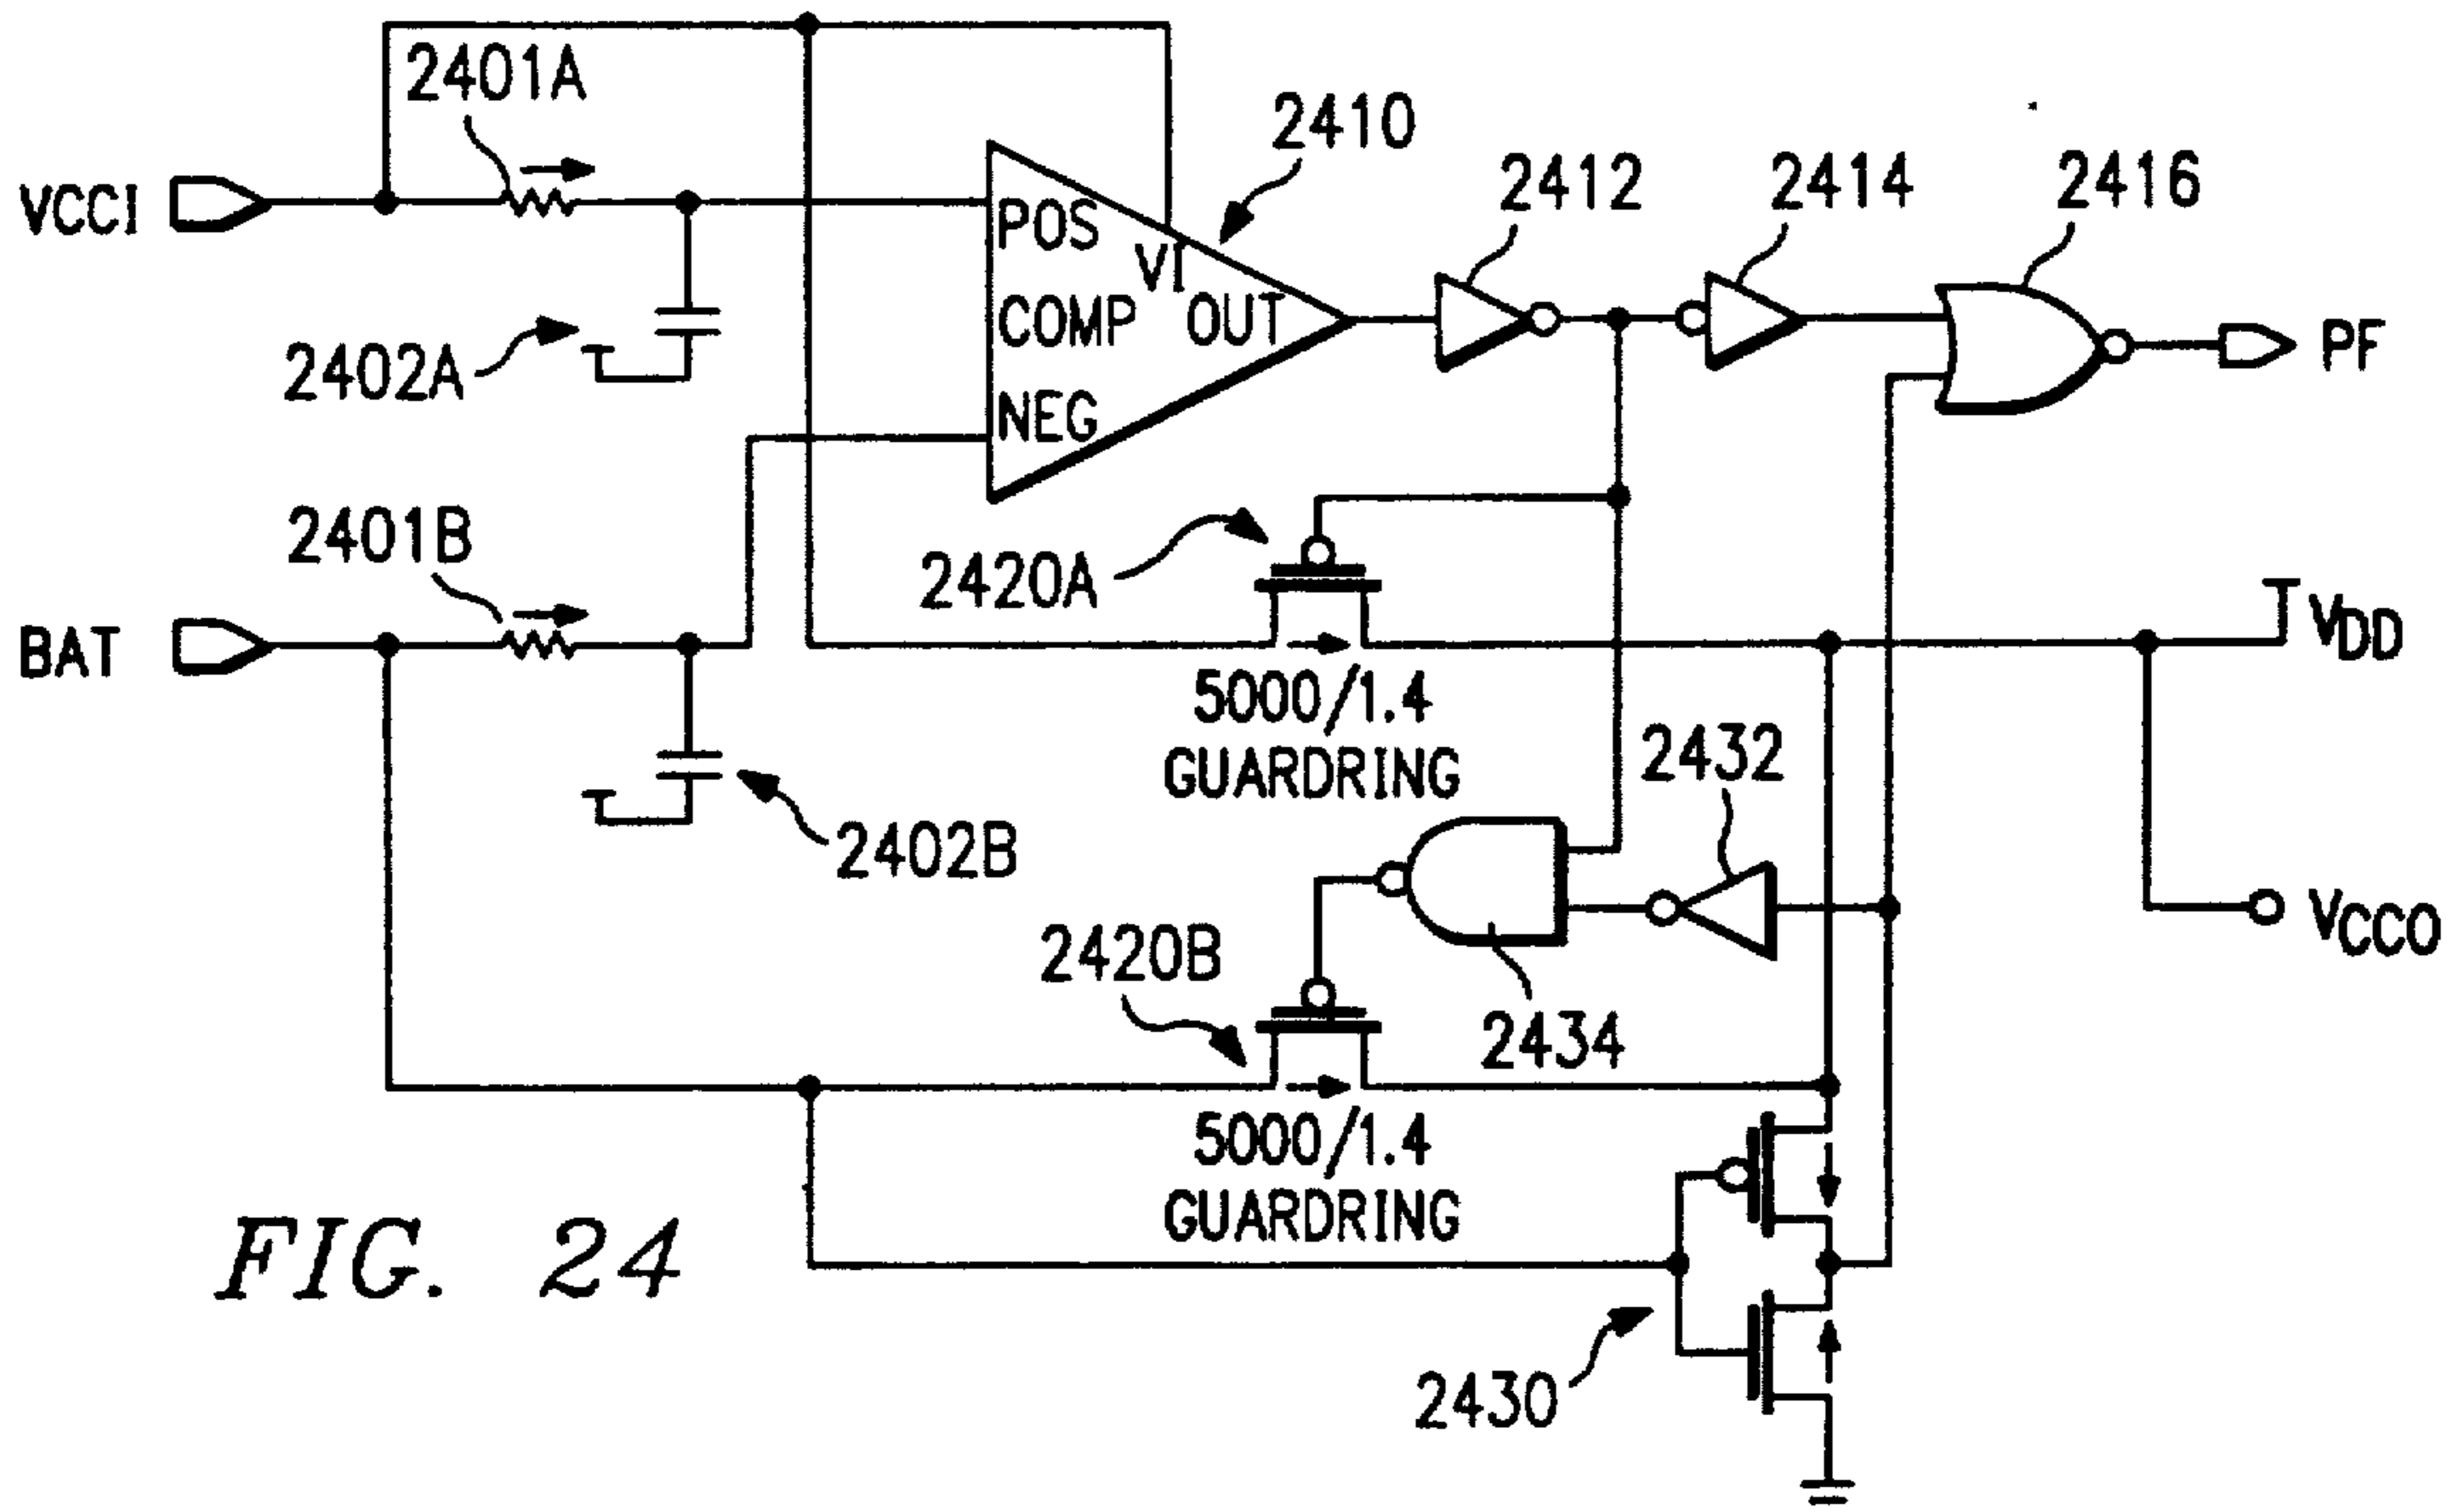 2401A
2410
2412
2414
2416
VCCI
POS
VI
COMP
OUT
NEG
PF
2402A
2401B
2420A
BAT
VDD
5000/1.4
GUARDRING
2432
2402B
VCCO
2420B
2434
5000/1.4
GUARDRING
FIG. 24
2430